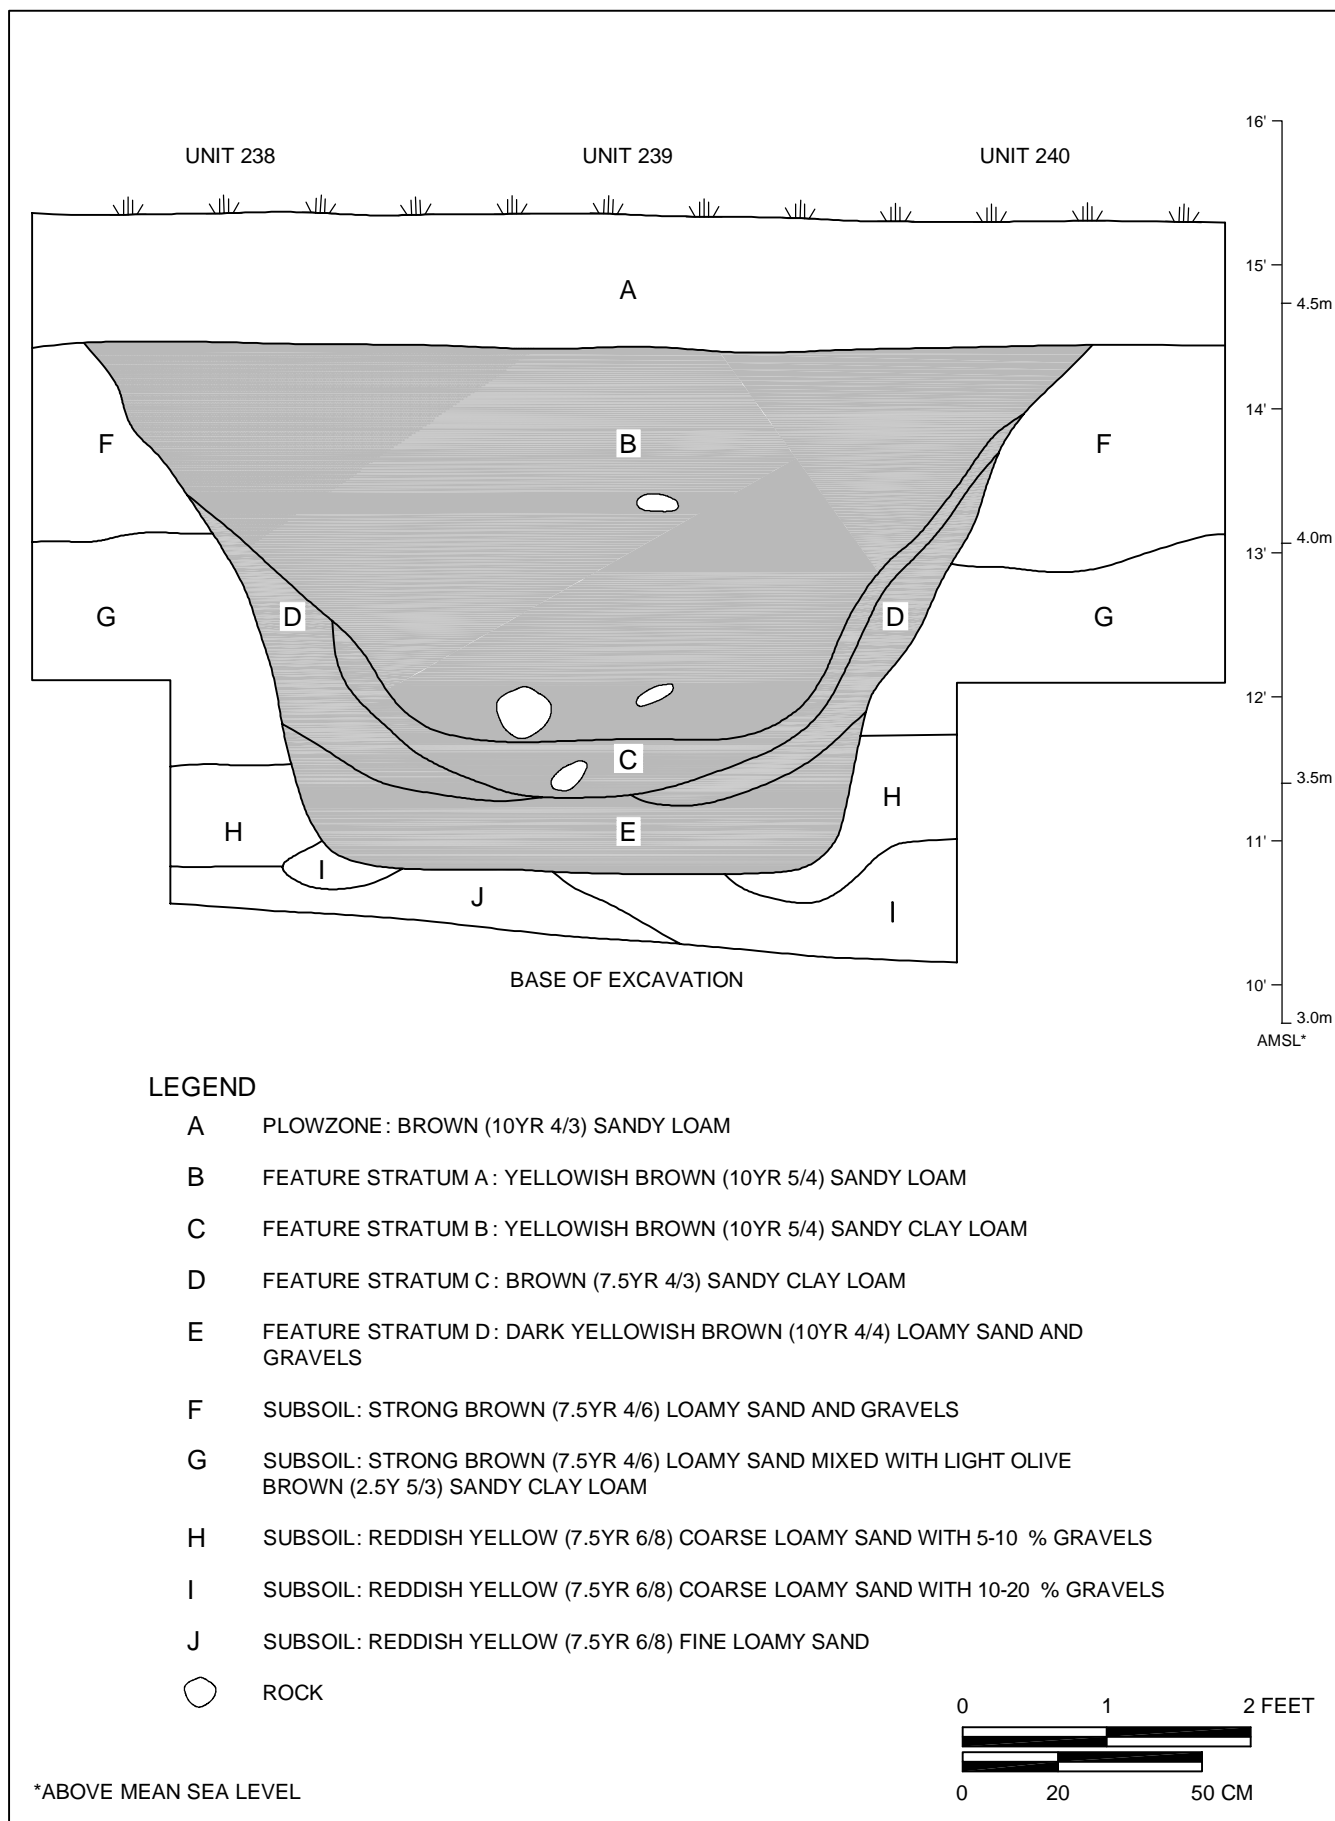 16'
UNIT 238 UNIT 239 UNIT 240
15'
A
4.5m
14'
F B F
4.0m
13'
G D D G
12'
C
3.5m
H
H E
11'
I
J I
BASE OF EXCAVATION
10'
3.0m
AMSL*
LEGEND
A PLOWZONE: BROWN (10YR 4/3) SANDY LOAM
B FEATURE STRATUM A: YELLOWISH BROWN (10YR 5/4) SANDY LOAM
C FEATURE STRATUM B: YELLOWISH BROWN (10YR 5/4) SANDY CLAY LOAM
D FEATURE STRATUM C: BROWN (7.5YR 4/3) SANDY CLAY LOAM
E FEATURE STRATUM D: DARK YELLOWISH BROWN (10YR 4/4) LOAMY SAND AND
GRAVELS
F SUBSOIL: STRONG BROWN (7.5YR 4/6) LOAMY SAND AND GRAVELS
G SUBSOIL: STRONG BROWN (7.5YR 4/6) LOAMY SAND MIXED WITH LIGHT OLIVE
BROWN (2.5Y 5/3) SANDY CLAY LOAM
H SUBSOIL: REDDISH YELLOW (7.5YR 6/8) COARSE LOAMY SAND WITH 5-10 % GRAVELS
I SUBSOIL: REDDISH YELLOW (7.5YR 6/8) COARSE LOAMY SAND WITH 10-20 % GRAVELS
J SUBSOIL: REDDISH YELLOW (7.5YR 6/8) FINE LOAMY SAND
ROCK
0 1 2 FEET
0 20 50 CM
*ABOVE MEAN SEA LEVEL